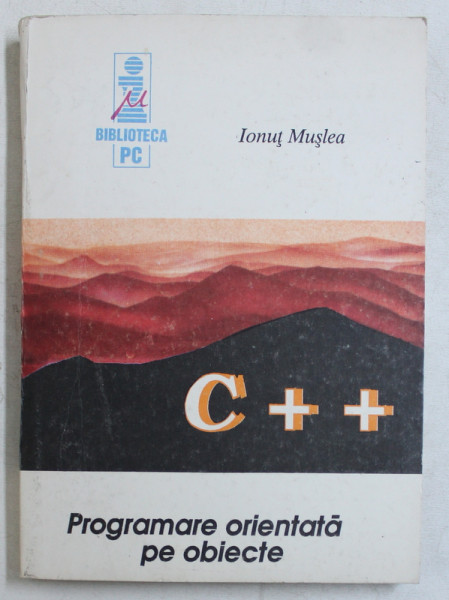 μ
BIBLIOTECA
PC
Ionuţ Muşlea
C++
Programare orientată
pe obiecte